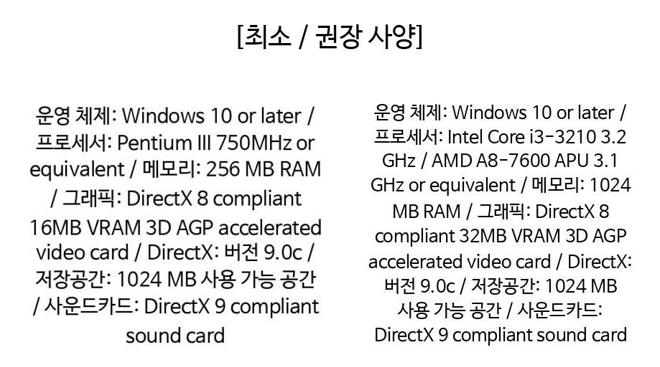 [최소 / 권장 사양]
운영 체제: Windows 10 or later /
프로세서: Pentium III 750MHz or
equivalent / 메모리: 256 MB RAM
/ 그래픽: DirectX 8 compliant
16MB VRAM 3D AGP accelerated
video card / DirectX: 버전 9.0c /
저장공간: 1024 MB 사용 가능 공간
/ 사운드카드: DirectX 9 compliant
sound card
운영 체제: Windows 10 or later /
프로세서: Intel Core i3-3210 3.2
GHz / AMD A8-7600 APU 3.1
GHz or equivalent / 메모리: 1024
MB RAM / 그래픽: DirectX 8
compliant 32MB VRAM 3D AGP
accelerated video card / DirectX:
버전 9.0c / 저장공간: 1024 MB
사용 가능 공간 / 사운드카드:
DirectX 9 compliant sound card